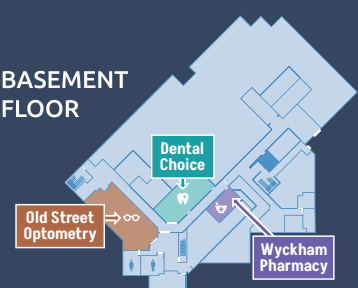 BASEMENT
FLOOR
Dental
Choice
Old Street
Optometry
Wyckham
Pharmacy